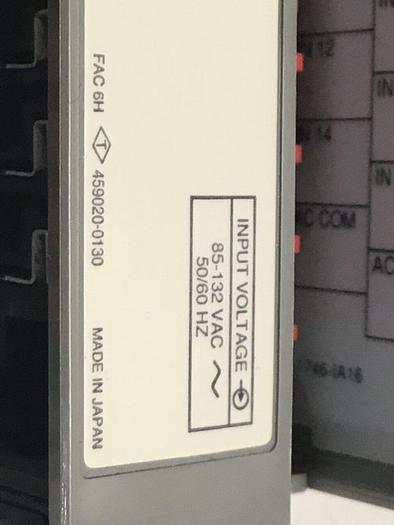 INPUT VOLTAGE
85-132 VAC
50/60 HZ
FAC 6H T 459020-0130 MADE IN JAPAN
IN
12
IN
14
IN
AC COM
AC
1746-IA16